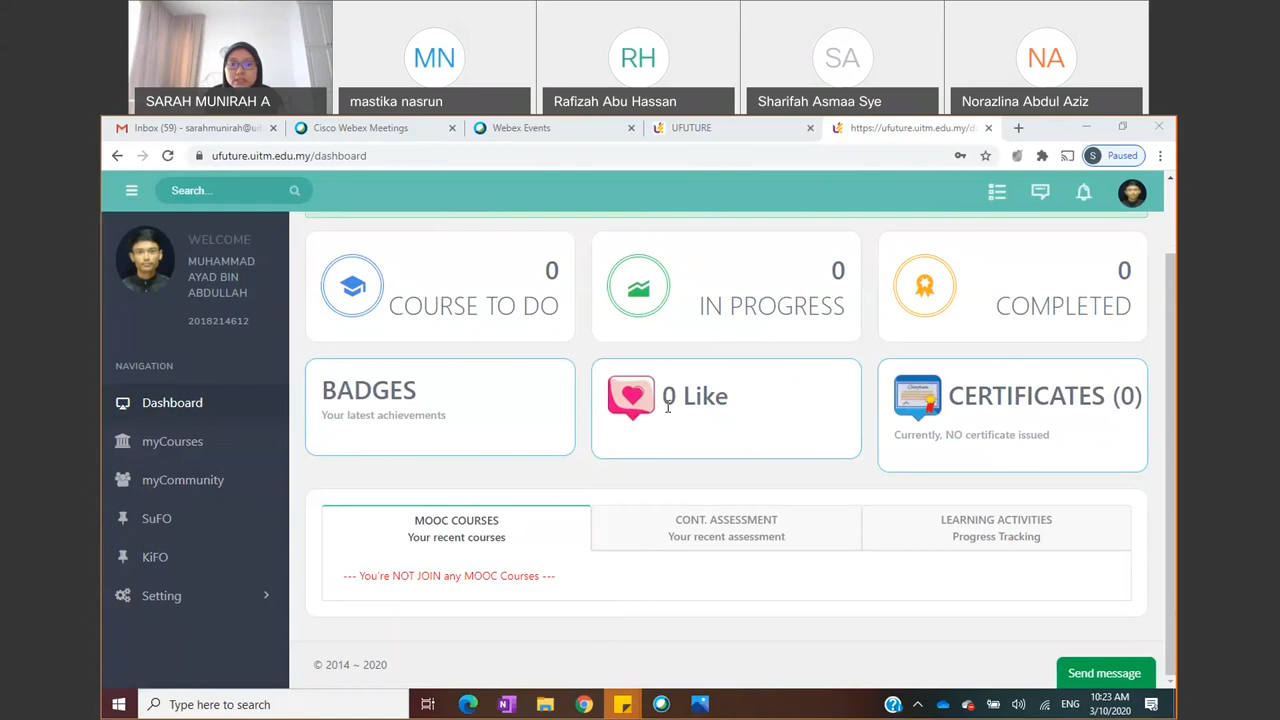 MN
RH
SA
NA
SARAH MUNIRAH A
mastika nasrun
Rafizah Abu Hassan
Sharifah Asmaa Sye
Norazlina Abdul Aziz
Inbox (59) - sarahmunirah@ui
Cisco Webex Meetings
Webex Events
UFUTURE
https://ufuture.uitm.edu.my/d
ufuture.uitm.edu.my/dashboard
S Paused
Search...
WELCOME
MUHAMMAD
AYAD BIN
ABDULLAH
2018214612
NAVIGATION
Dashboard
myCourses
myCommunity
SuFO
KiFO
Setting
0
COURSE TO DO
0
IN PROGRESS
0
COMPLETED
BADGES
Your latest achievements
0 Like
CERTIFICATES (0)
Currently, NO certificate issued
MOOC COURSES
Your recent courses
CONT. ASSESSMENT
Your recent assessment
LEARNING ACTIVITIES
Progress Tracking
--- You're NOT JOIN any MOOC Courses ---
© 2014 ~ 2020
Send message
Type here to search
ENG
10:23 AM
3/10/2020